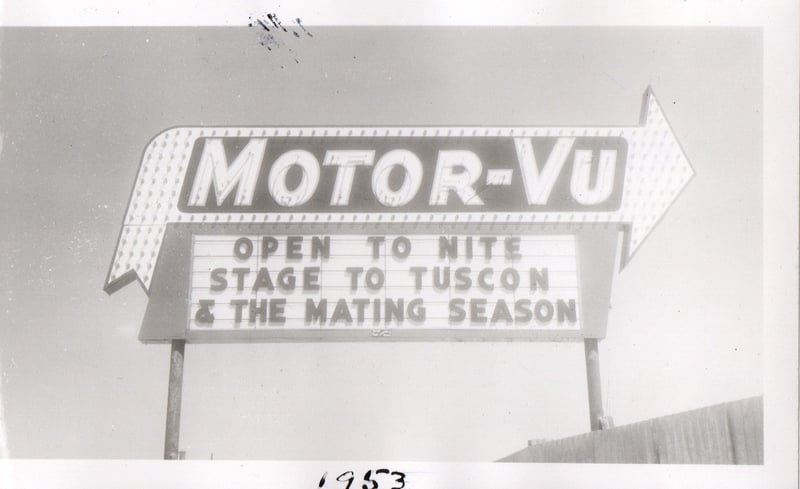 MOTOR-VU
OPEN TO NITE
STAGE TO TUSCON
& THE MATING SEASON
1953